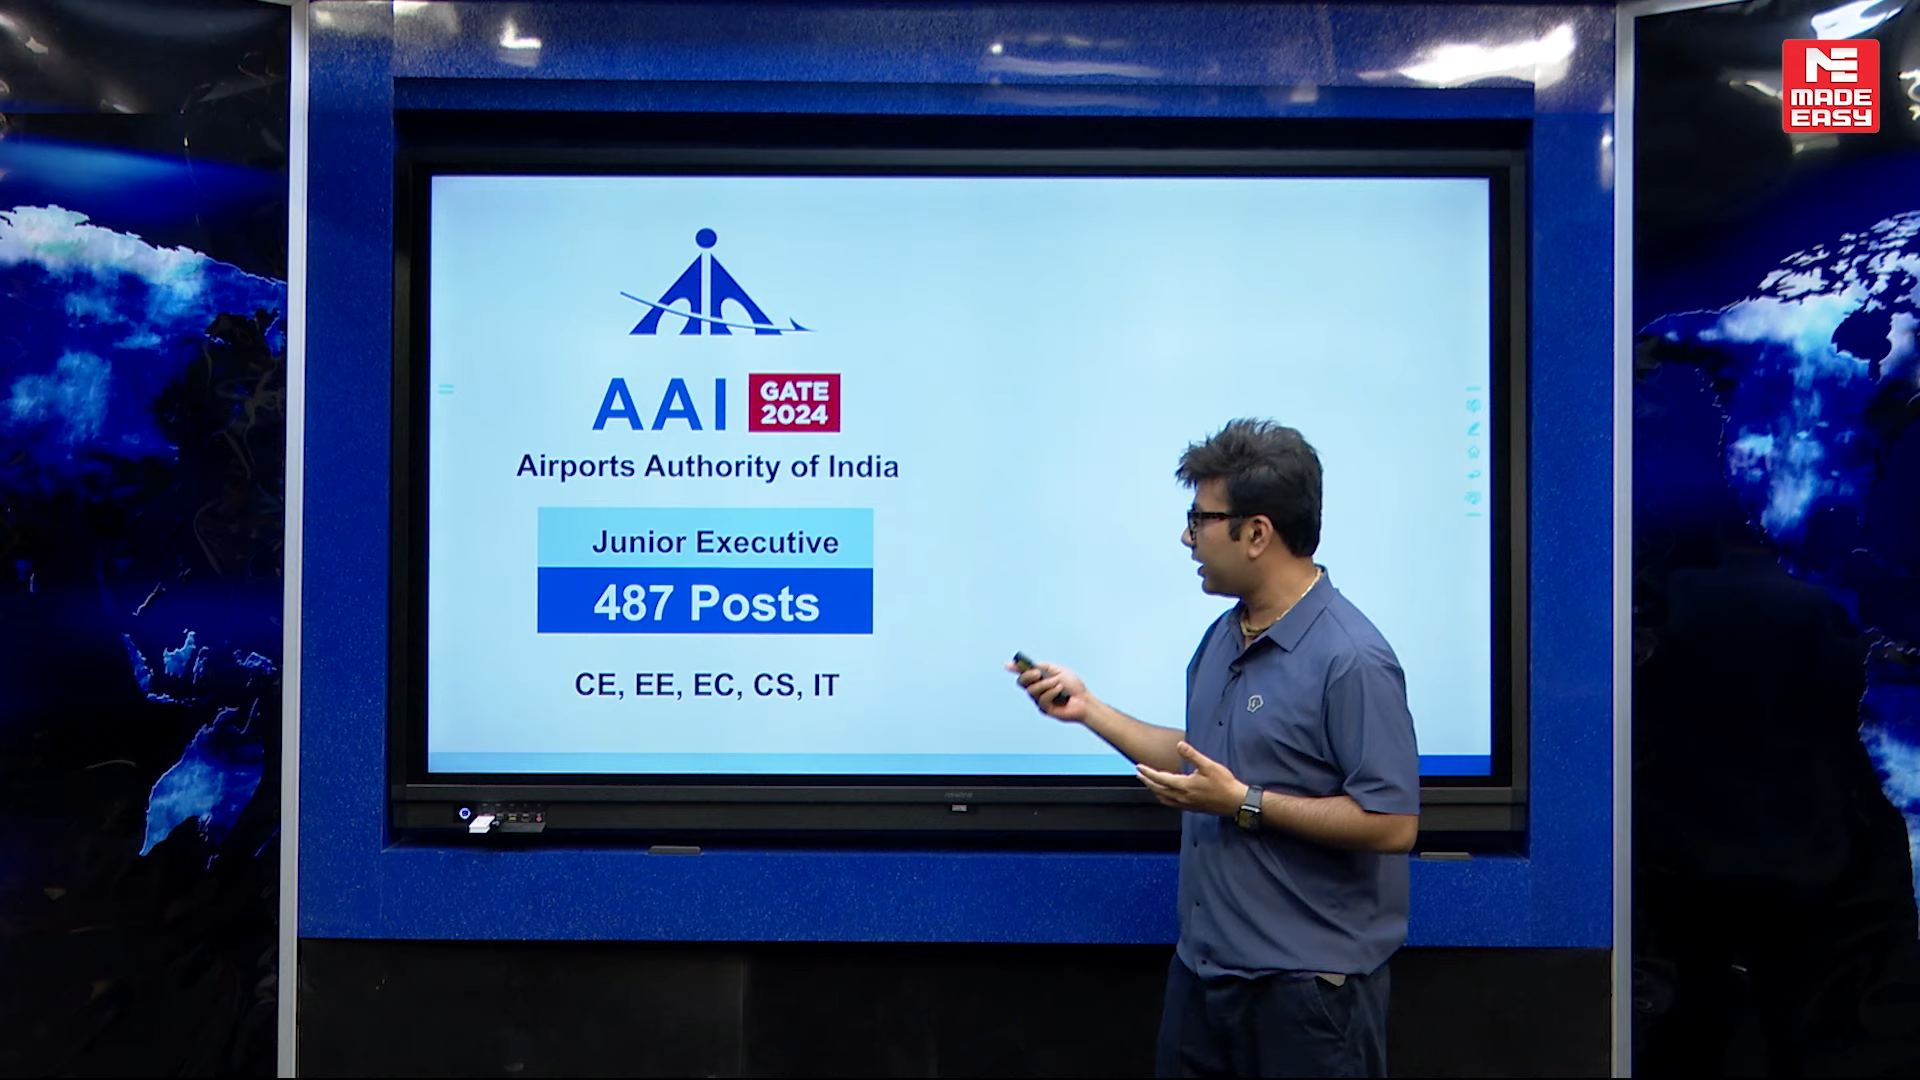 MADE
EASY
AAI
GATE
2024
Airports Authority of India
Junior Executive
487 Posts
CE, EE, EC, CS, IT